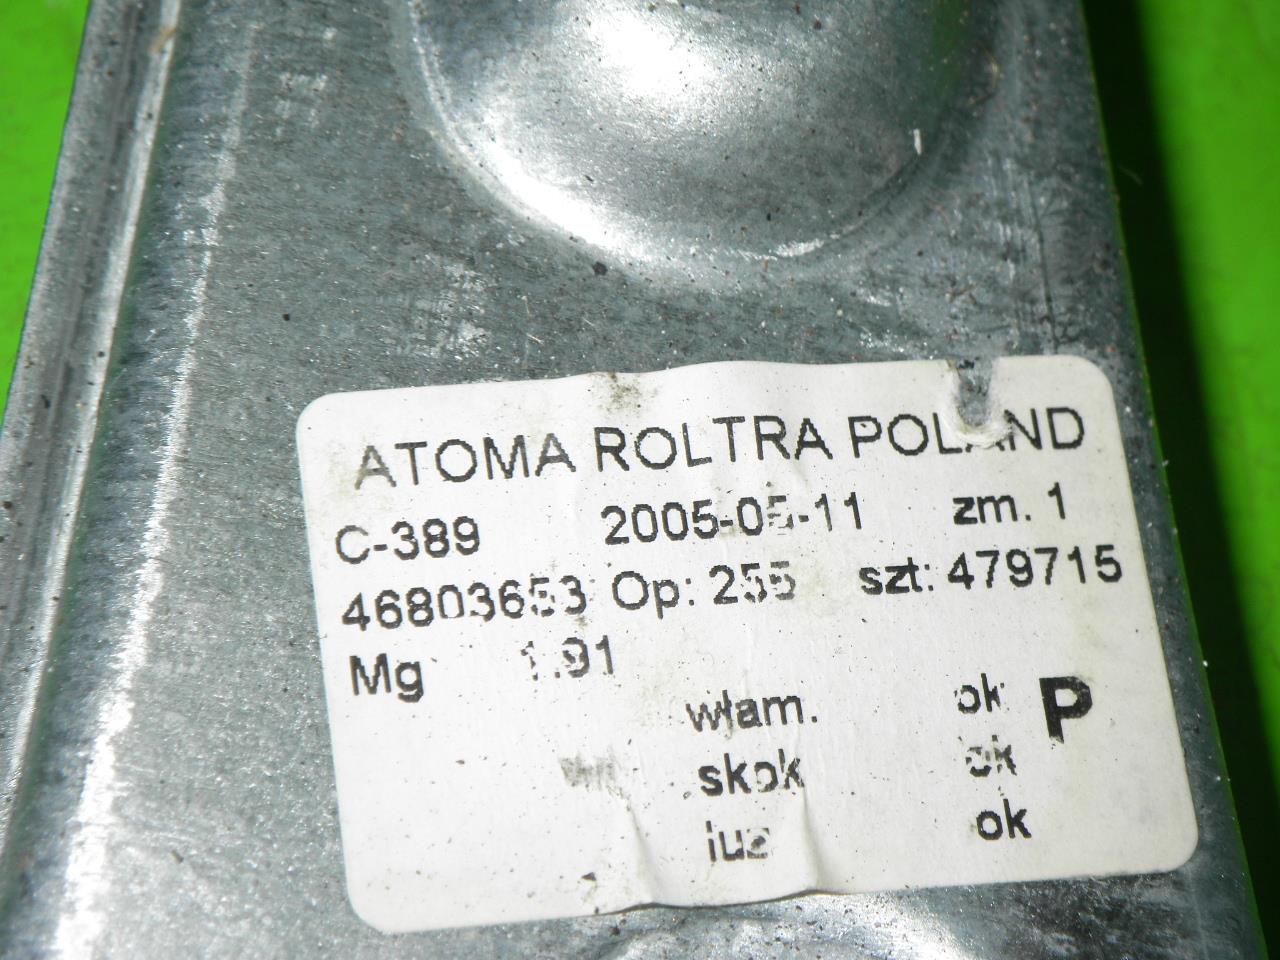 ATOMA ROLTRA POLAND
C-389 2005-05-11 zm. 1
46803653 Op: 255 szt: 479715
Mg 1.91
włam. ok P
skok ok
luz ok